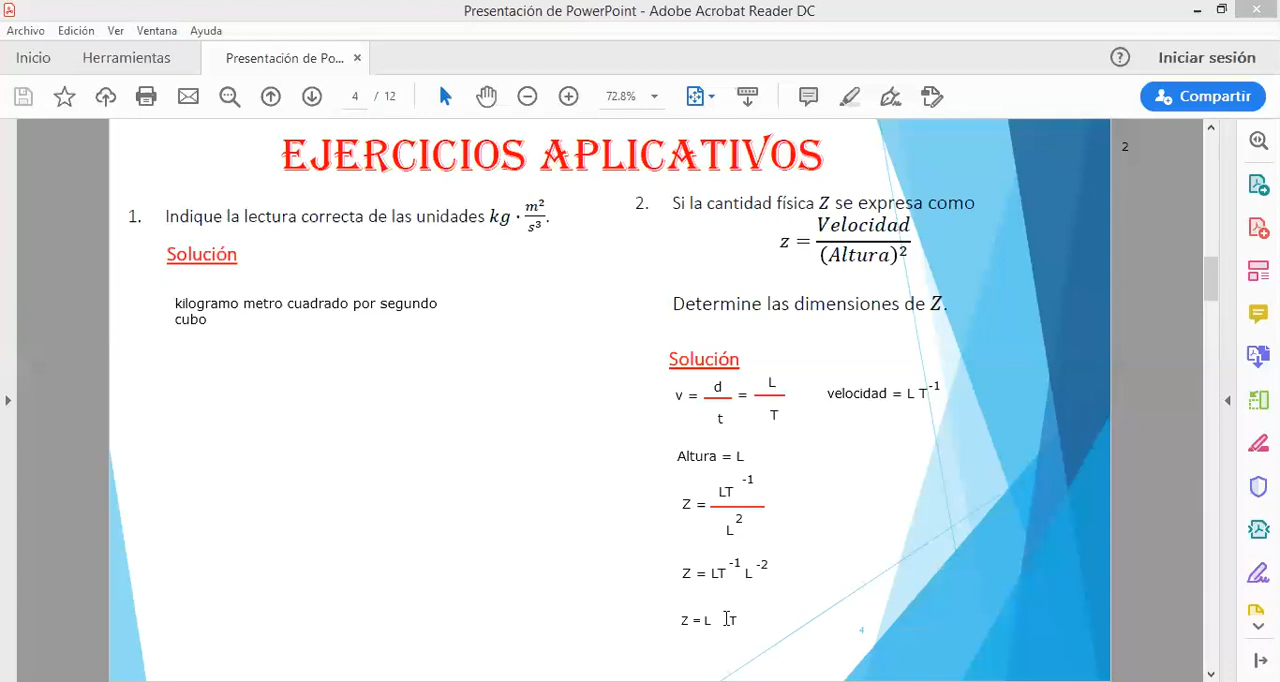 Presentación de PowerPoint - Adobe Acrobat Reader DC
Archivo Edición Ver Ventana Ayuda
Inicio Herramientas Presentación de Po... × Iniciar sesión
4 / 12 72.8% Compartir
EJERCICIOS APLICATIVOS
2
1. Indique la lectura correcta de las unidades kg · m²/s³.
Solución
kilogramo metro cuadrado por segundo
cubo
2. Si la cantidad física Z se expresa como
z = Velocidad/(Altura)²
Determine las dimensiones de Z.
Solución
v = d/t = L/T velocidad = L T⁻¹
Altura = L
Z = LT⁻¹/L²
Z = LT⁻¹ L⁻²
Z = L T
4